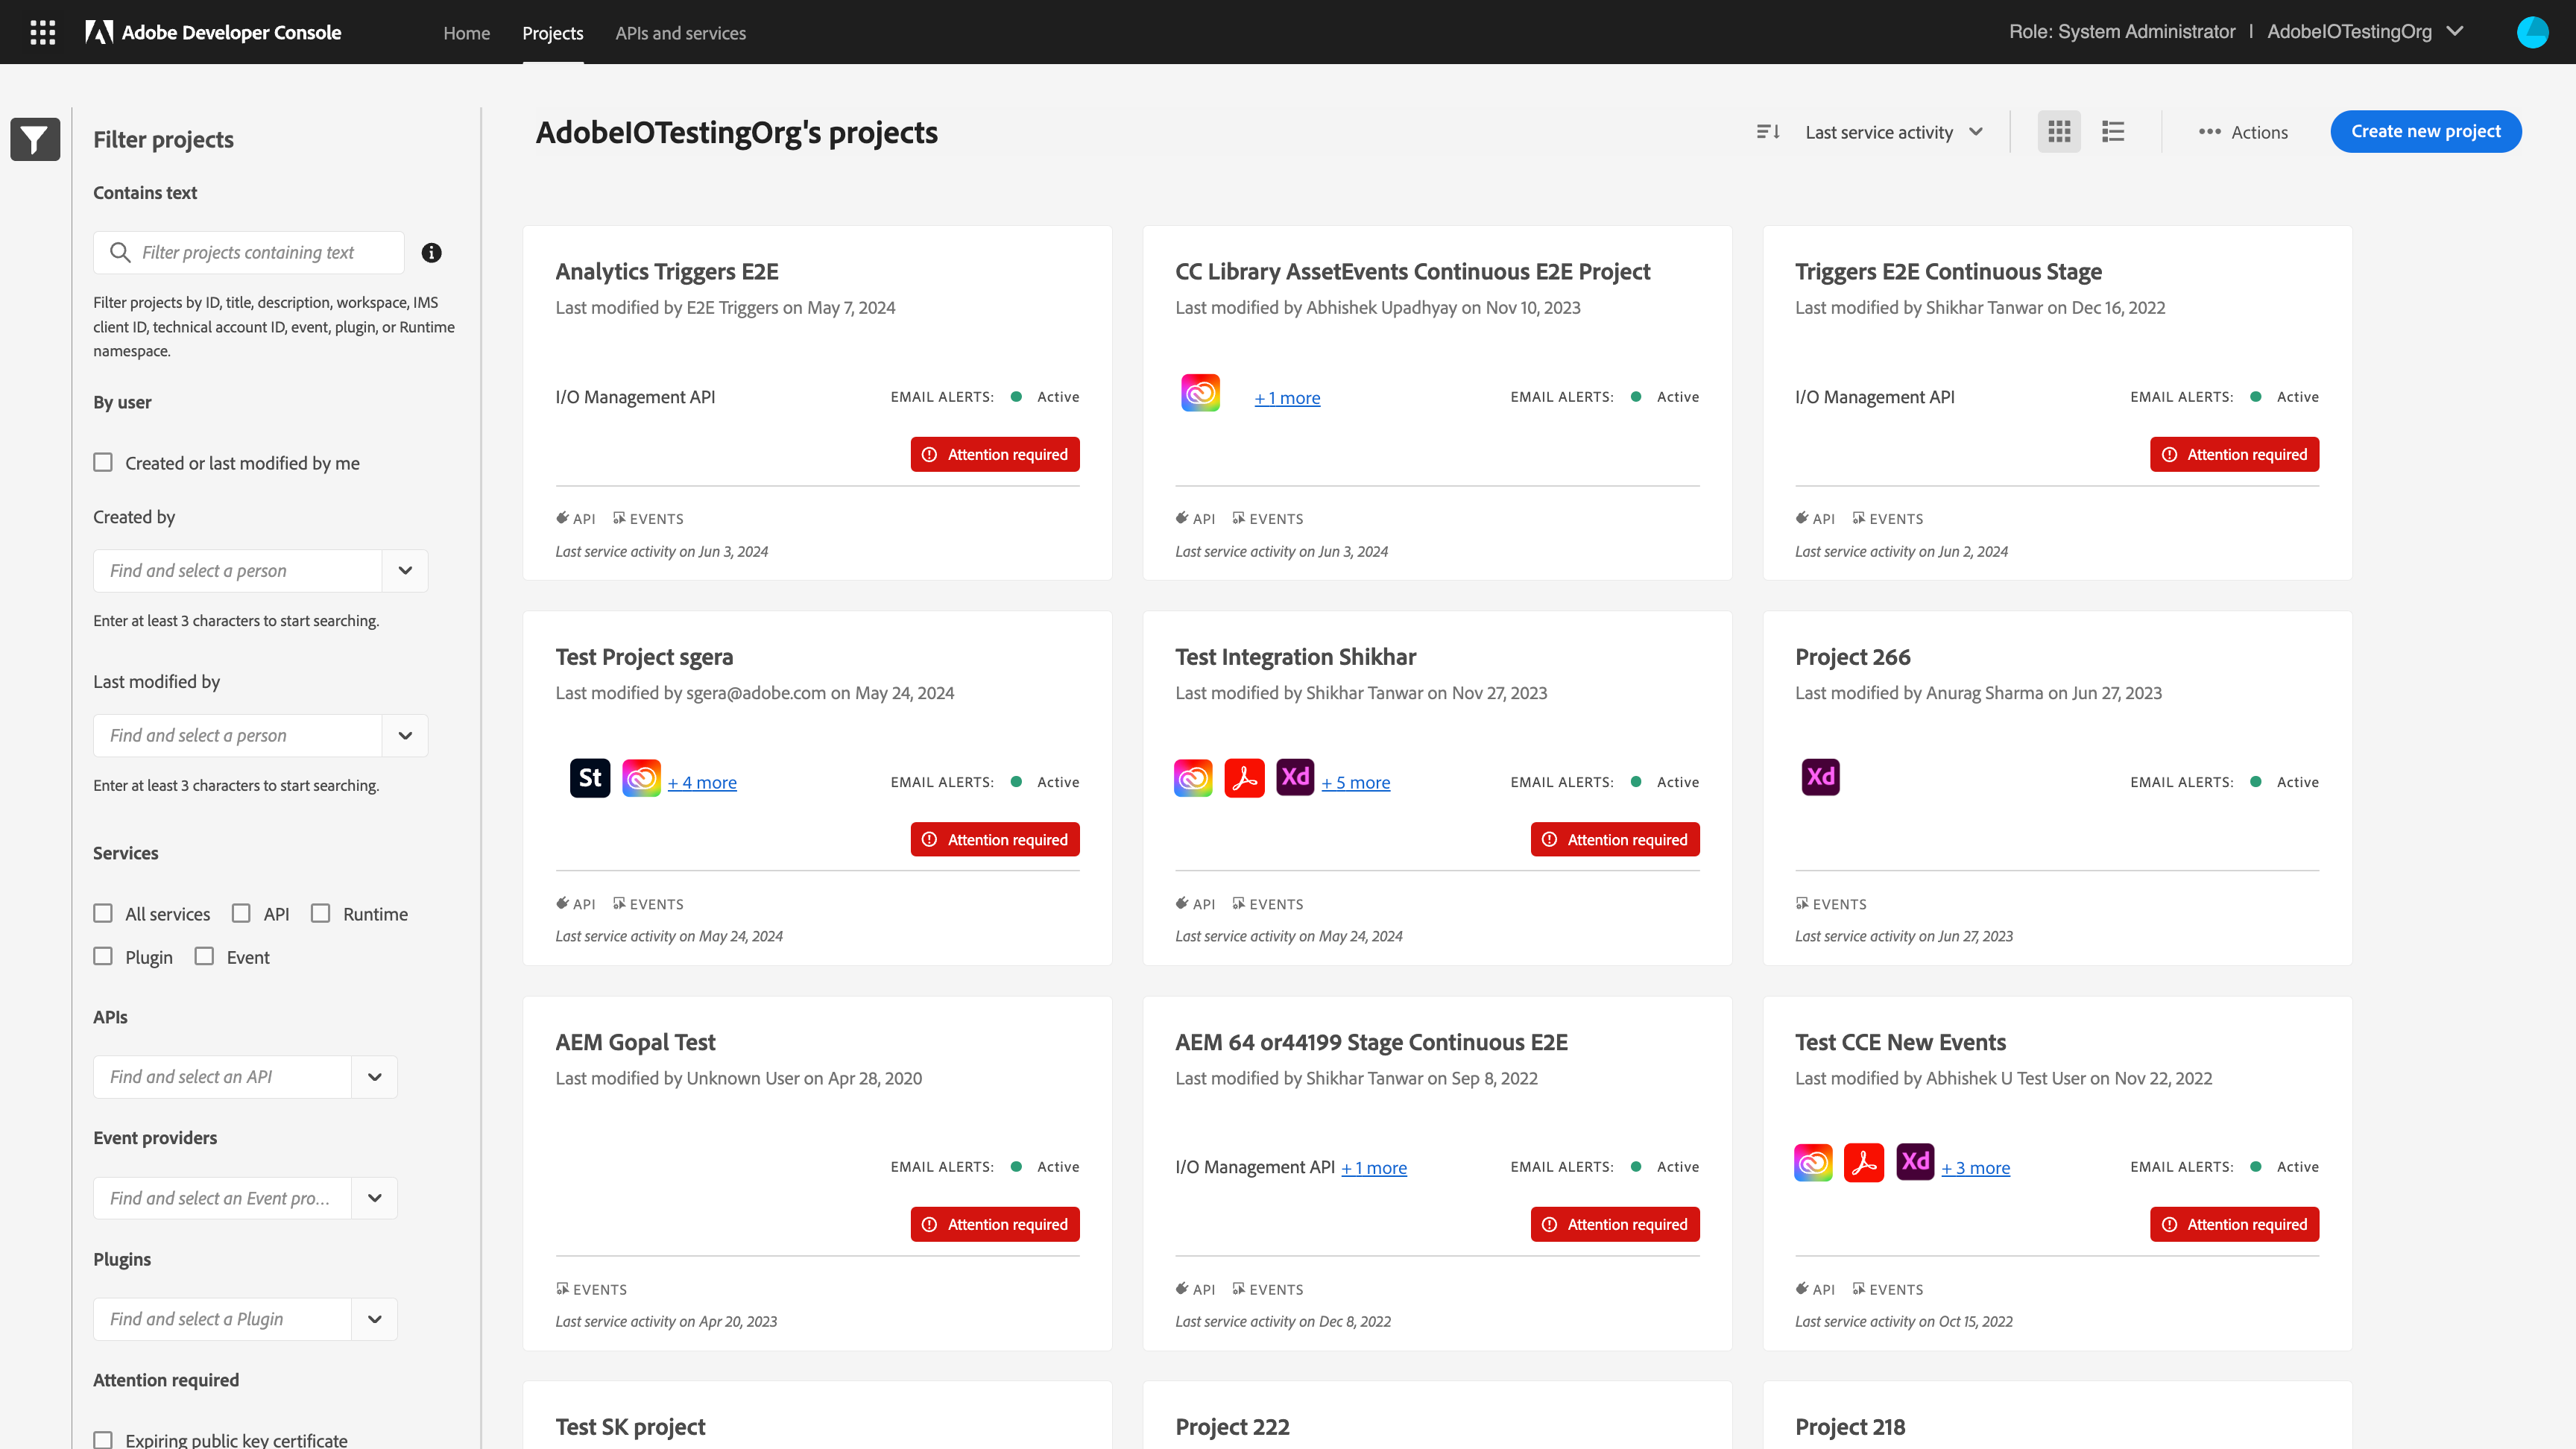 Adobe Developer Console
Home
Projects
APIs and services
Role: System Administrator | AdobeIOTestingOrg
Filter projects
Contains text
Filter projects containing text
Filter projects by ID, title, description, workspace, IMS
client ID, technical account ID, event, plugin, or Runtime
namespace.
By user
Created or last modified by me
Created by
Find and select a person
Enter at least 3 characters to start searching.
Last modified by
Find and select a person
Enter at least 3 characters to start searching.
Services
All services API Runtime
Plugin Event
APIs
Find and select an API
Event providers
Find and select an Event pro...
Plugins
Find and select a Plugin
Attention required
Expiring public key certificate
AdobeIOTestingOrg's projects
Last service activity
Actions
Create new project
Analytics Triggers E2E
Last modified by E2E Triggers on May 7, 2024
I/O Management API
EMAIL ALERTS: Active
Attention required
API EVENTS
Last service activity on Jun 3, 2024
CC Library AssetEvents Continuous E2E Project
Last modified by Abhishek Upadhyay on Nov 10, 2023
+ 1 more
EMAIL ALERTS: Active
API EVENTS
Last service activity on Jun 3, 2024
Triggers E2E Continuous Stage
Last modified by Shikhar Tanwar on Dec 16, 2022
I/O Management API
EMAIL ALERTS: Active
Attention required
API EVENTS
Last service activity on Jun 2, 2024
Test Project sgera
Last modified by sgera@adobe.com on May 24, 2024
St + 4 more
EMAIL ALERTS: Active
Attention required
API EVENTS
Last service activity on May 24, 2024
Test Integration Shikhar
Last modified by Shikhar Tanwar on Nov 27, 2023
Xd + 5 more
EMAIL ALERTS: Active
Attention required
API EVENTS
Last service activity on May 24, 2024
Project 266
Last modified by Anurag Sharma on Jun 27, 2023
Xd
EMAIL ALERTS: Active
EVENTS
Last service activity on Jun 27, 2023
AEM Gopal Test
Last modified by Unknown User on Apr 28, 2020
EMAIL ALERTS: Active
Attention required
EVENTS
Last service activity on Apr 20, 2023
AEM 64 or44199 Stage Continuous E2E
Last modified by Shikhar Tanwar on Sep 8, 2022
I/O Management API + 1 more
EMAIL ALERTS: Active
Attention required
API EVENTS
Last service activity on Dec 8, 2022
Test CCE New Events
Last modified by Abhishek U Test User on Nov 22, 2022
Xd + 3 more
EMAIL ALERTS: Active
Attention required
API EVENTS
Last service activity on Oct 15, 2022
Test SK project
Project 222
Project 218